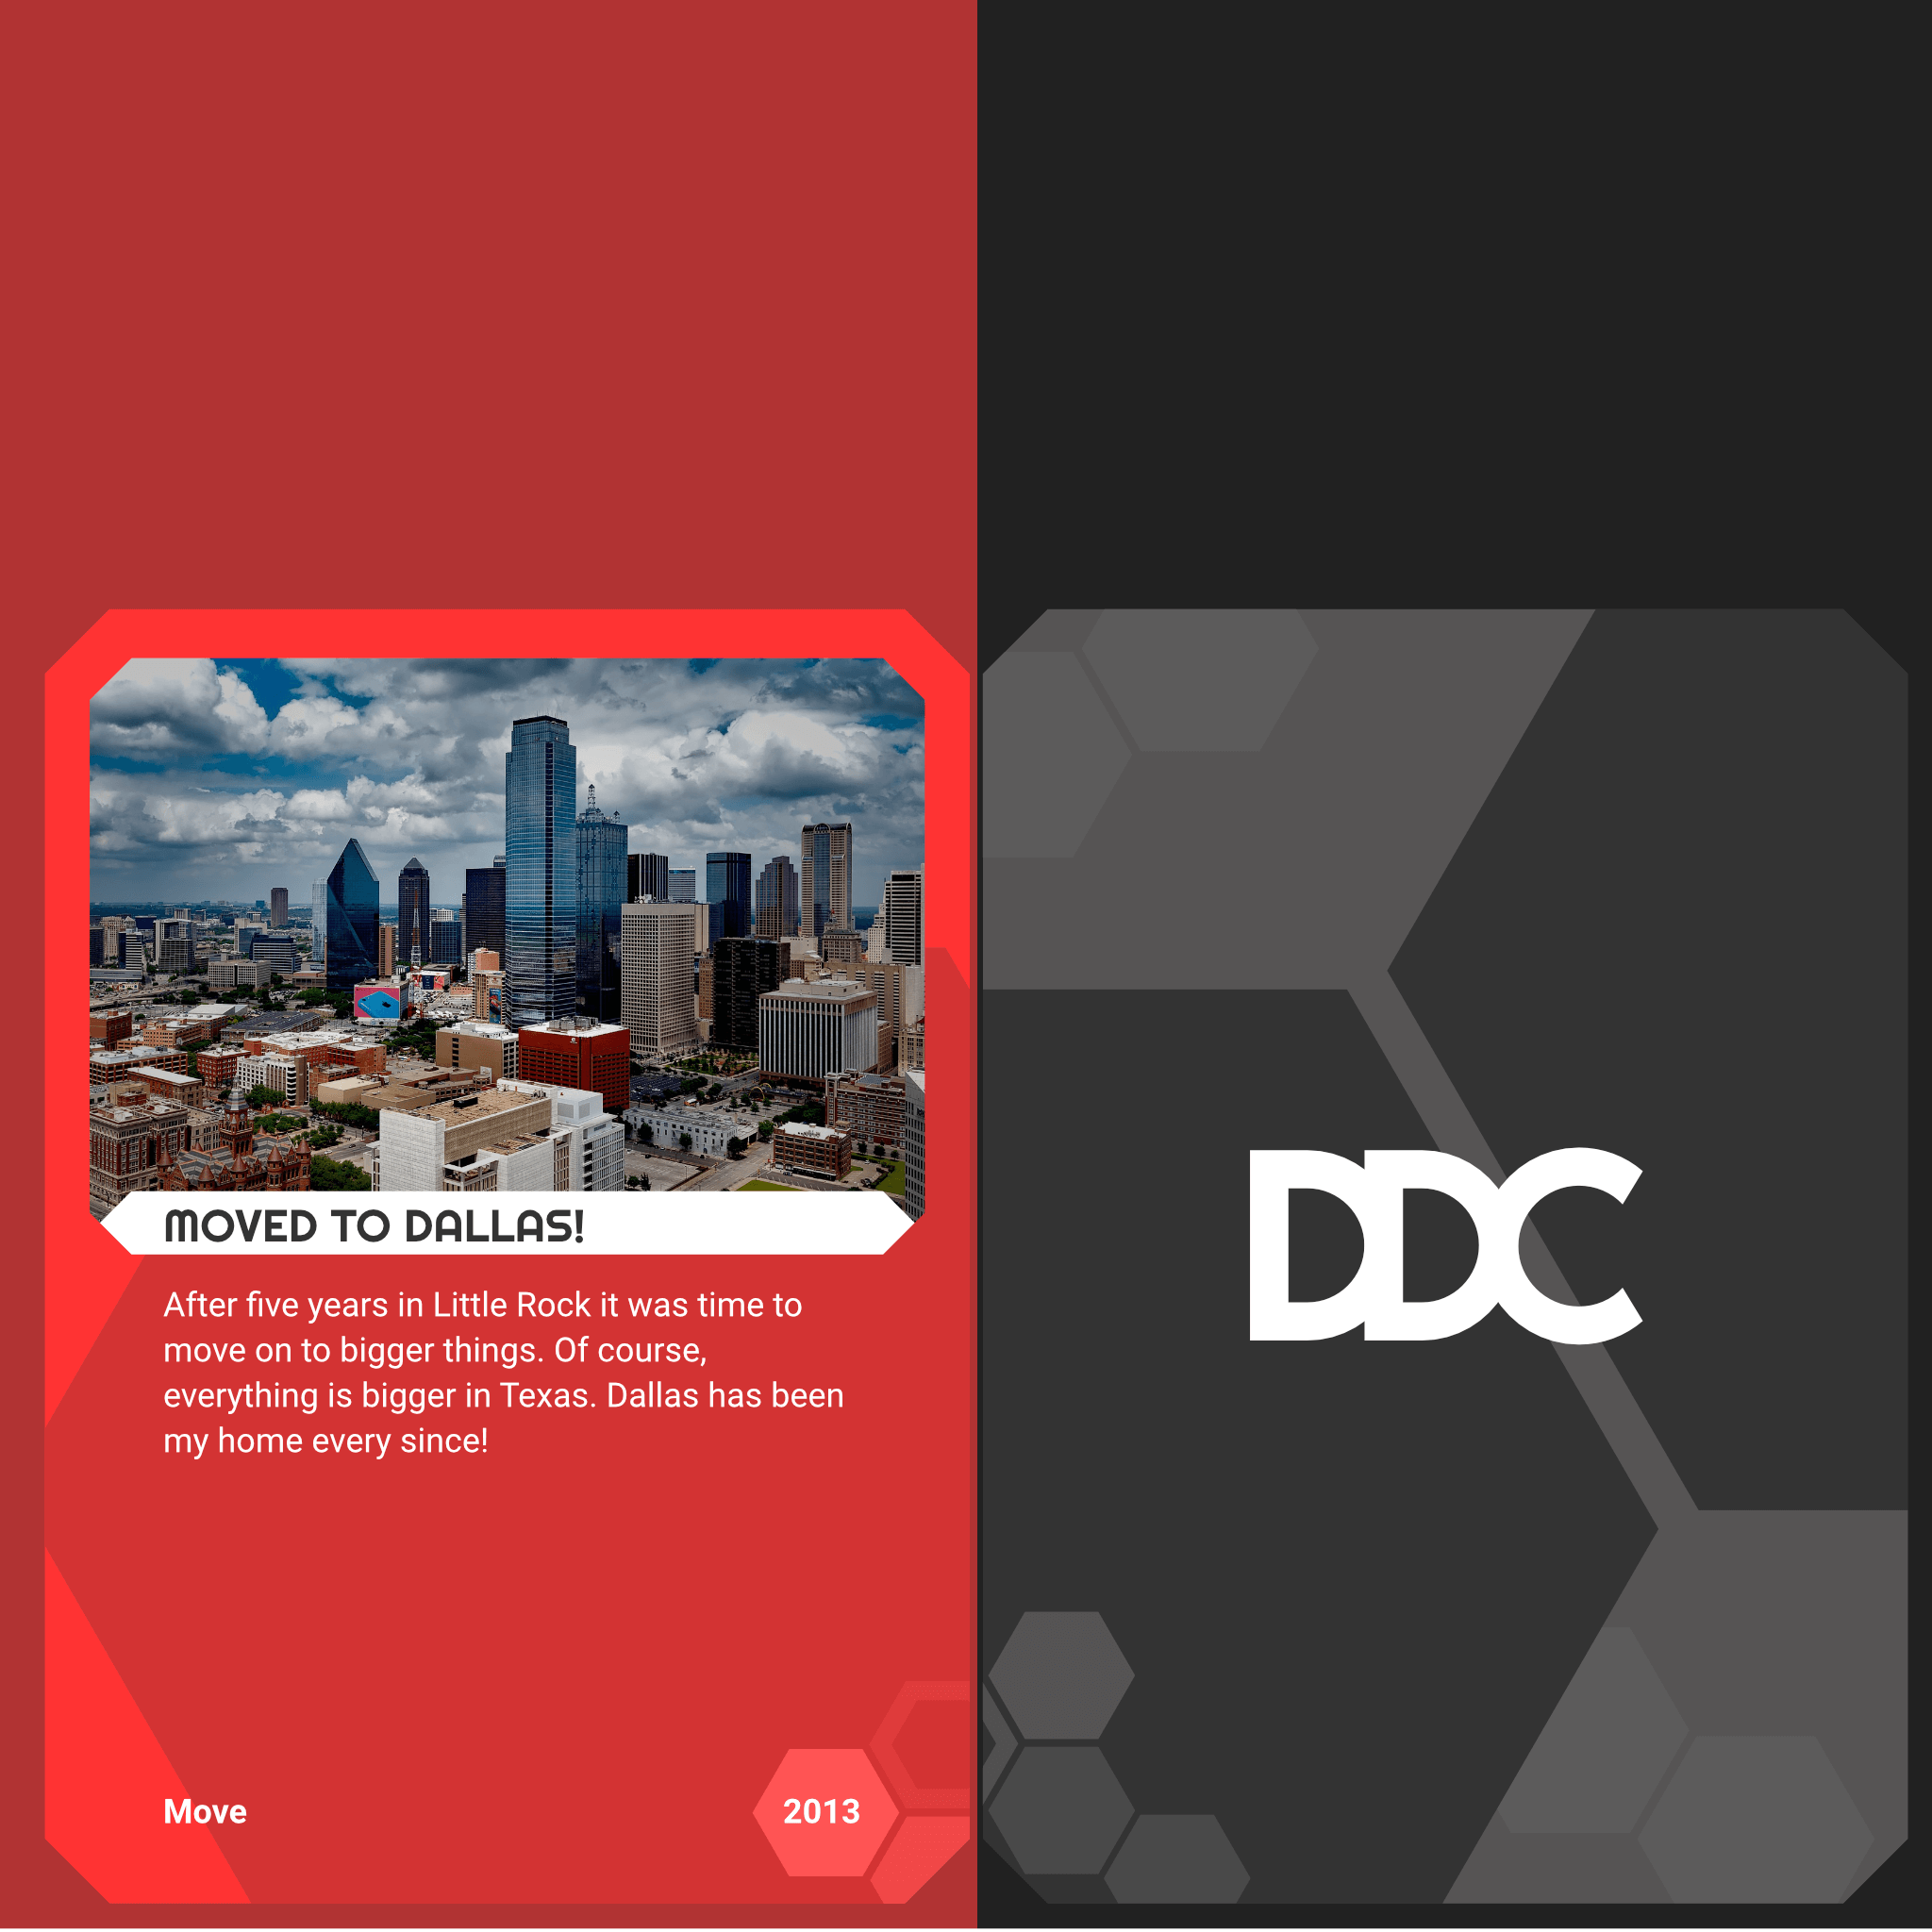 MOVED TO DALLAS!
After five years in Little Rock it was time to
move on to bigger things. Of course,
everything is bigger in Texas. Dallas has been
my home every since!
Move
2013
DDC